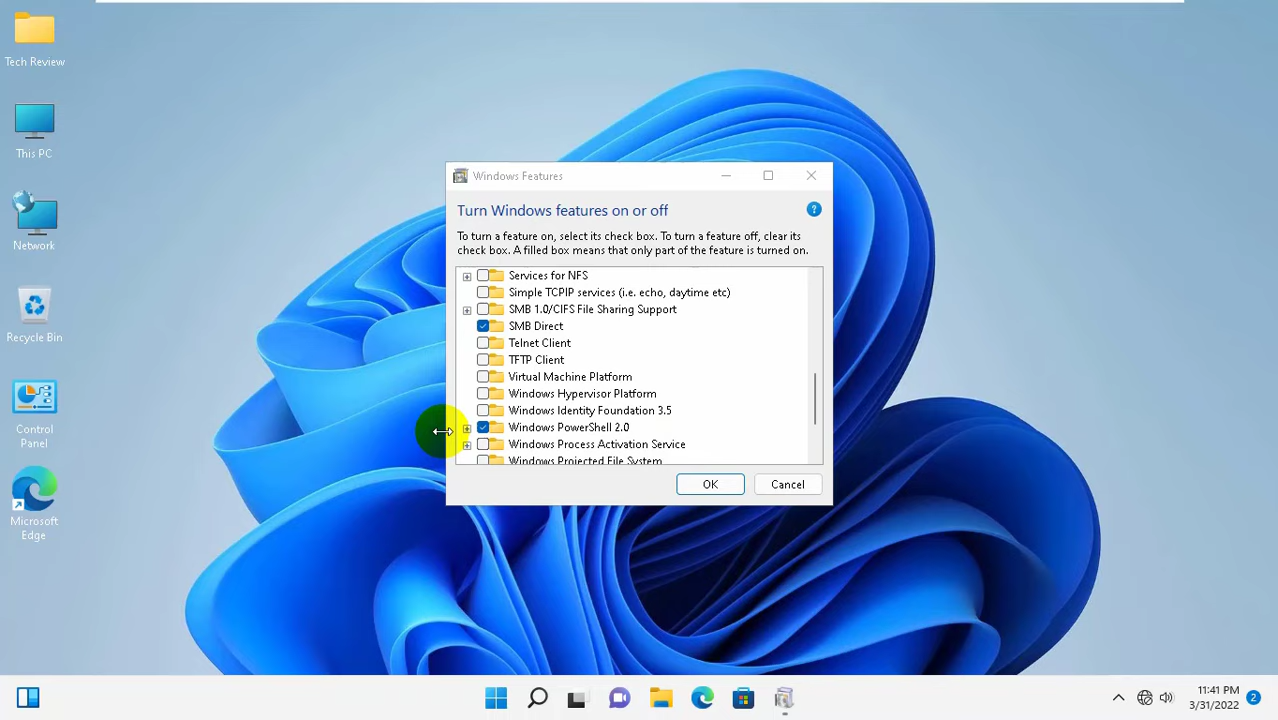 Tech Review
This PC
Network
Recycle Bin
Control
Panel
Microsoft
Edge
Windows Features
Turn Windows features on or off
?
To turn a feature on, select its check box. To turn a feature off, clear its
check box. A filled box means that only part of the feature is turned on.
Services for NFS
Simple TCPIP services (i.e. echo, daytime etc)
SMB 1.0/CIFS File Sharing Support
SMB Direct
Telnet Client
TFTP Client
Virtual Machine Platform
Windows Hypervisor Platform
Windows Identity Foundation 3.5
Windows PowerShell 2.0
Windows Process Activation Service
Windows Projected File System
OK
Cancel
11:41 PM
3/31/2022
2